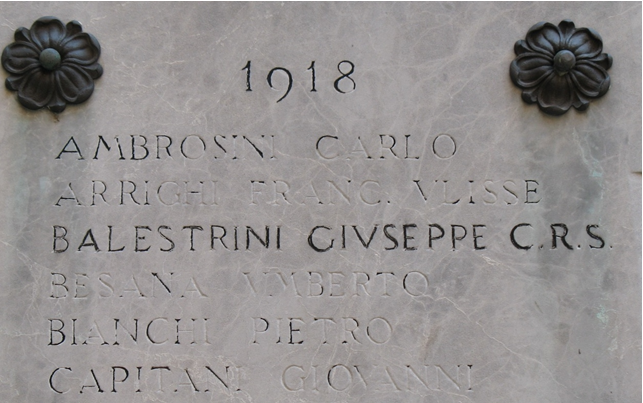 1918
AMBROSINI CARLO
ARRIGHI FRANC. VLISSE
BALESTRINI GIVSEPPE C.R.S.
BESANA VMBERTO
BIANCHI PIETRO
CAPITANI GIOVANNI